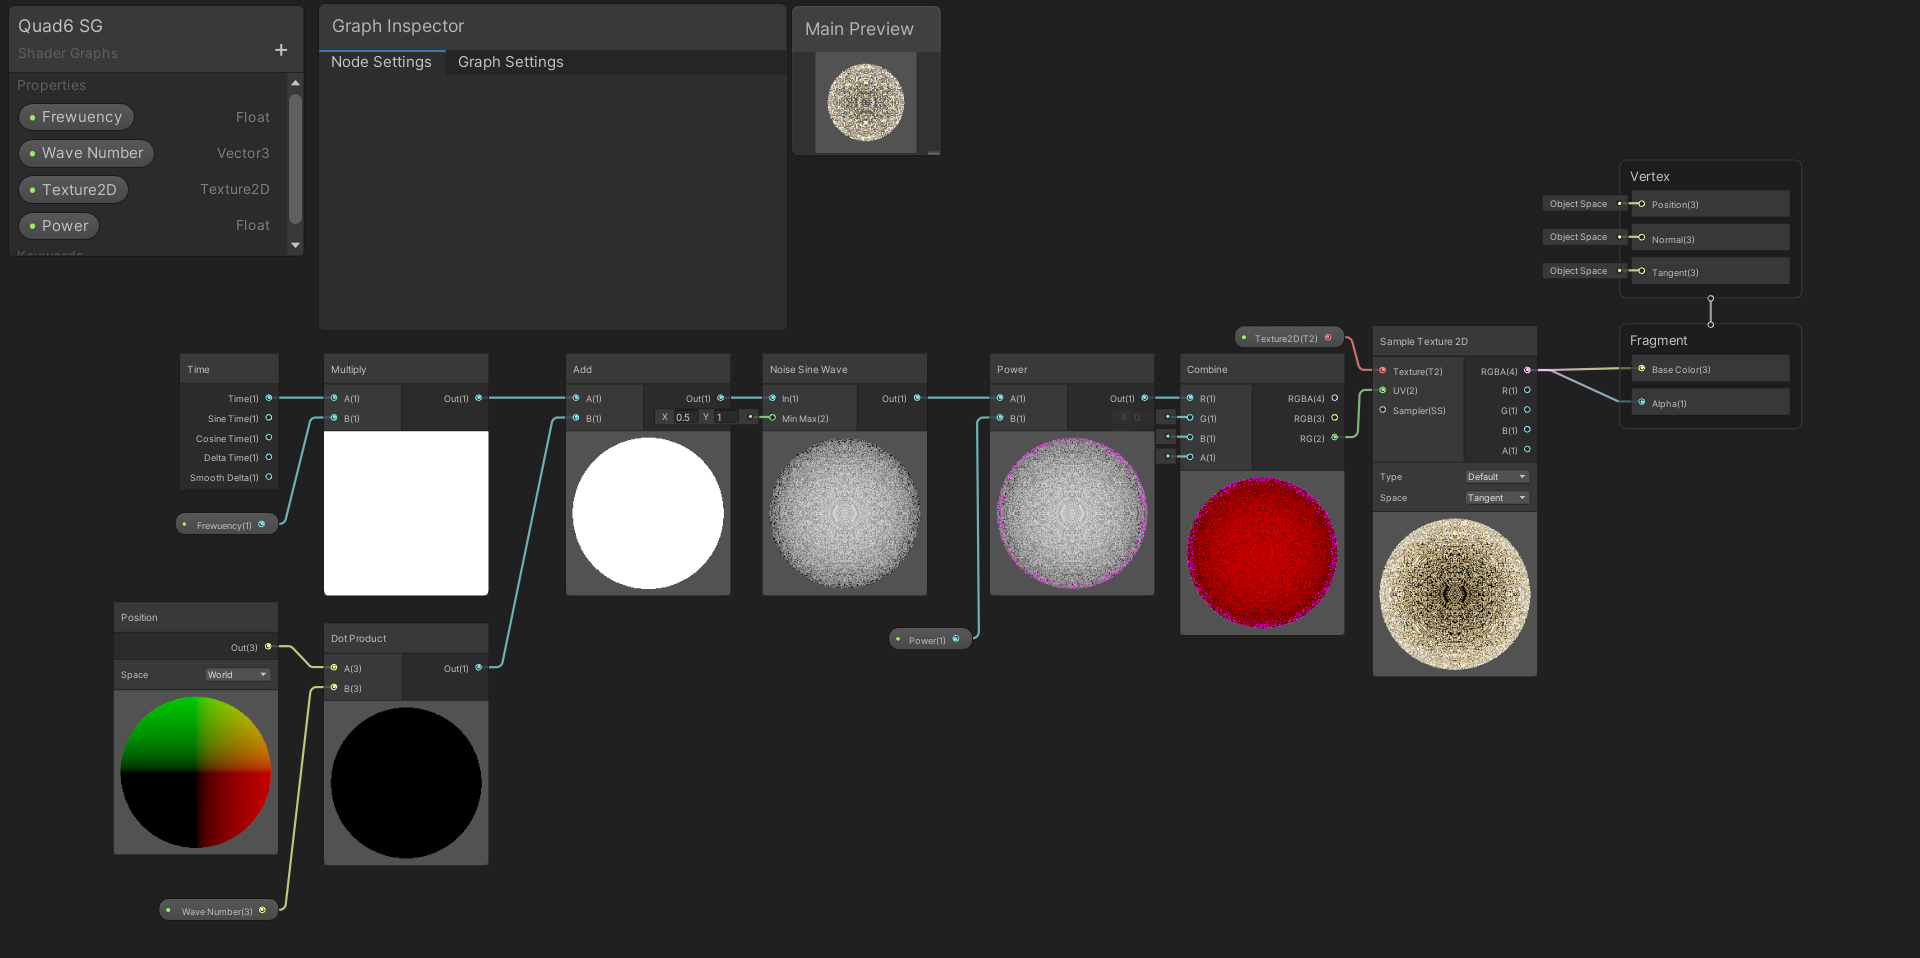 Quad6 SG
Shader Graphs
+
Properties
Frewuency Float
Wave Number Vector3
Texture2D Texture2D
Power Float
Keywords
Graph Inspector
Node Settings Graph Settings
Main Preview
Vertex
Object Space Position(3)
Object Space Normal(3)
Object Space Tangent(3)
Fragment
Base Color(3)
Alpha(1)
Time
Time(1)
Sine Time(1)
Cosine Time(1)
Delta Time(1)
Smooth Delta(1)
Frewuency(1)
Multiply
A(1) Out(1)
B(1)
Add
A(1) Out(1)
B(1)
X 0.5 Y 1
Noise Sine Wave
In(1) Out(1)
Min Max(2)
Power
A(1) Out(1)
B(1)
X 0
Power(1)
Combine
R(1) RGBA(4)
G(1) RGB(3)
B(1) RG(2)
A(1)
Texture2D(T2)
Sample Texture 2D
Texture(T2) RGBA(4)
UV(2) R(1)
Sampler(SS) G(1)
B(1)
A(1)
Type Default
Space Tangent
Position
Out(3)
Space World
Dot Product
A(3) Out(1)
B(3)
Wave Number(3)